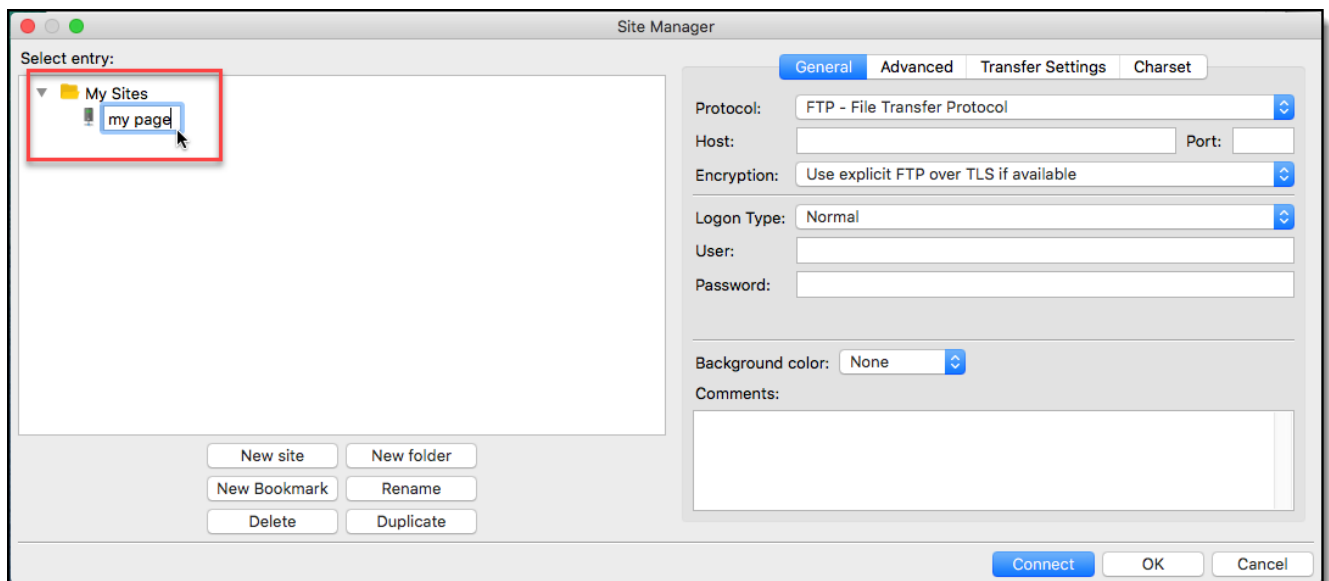 Site Manager
Select entry:
My Sites
my page
General Advanced Transfer Settings Charset
Protocol: FTP - File Transfer Protocol
Host: Port:
Encryption: Use explicit FTP over TLS if available
Logon Type: Normal
User:
Password:
Background color: None
Comments:
New site New folder
New Bookmark Rename
Delete Duplicate
Connect OK Cancel